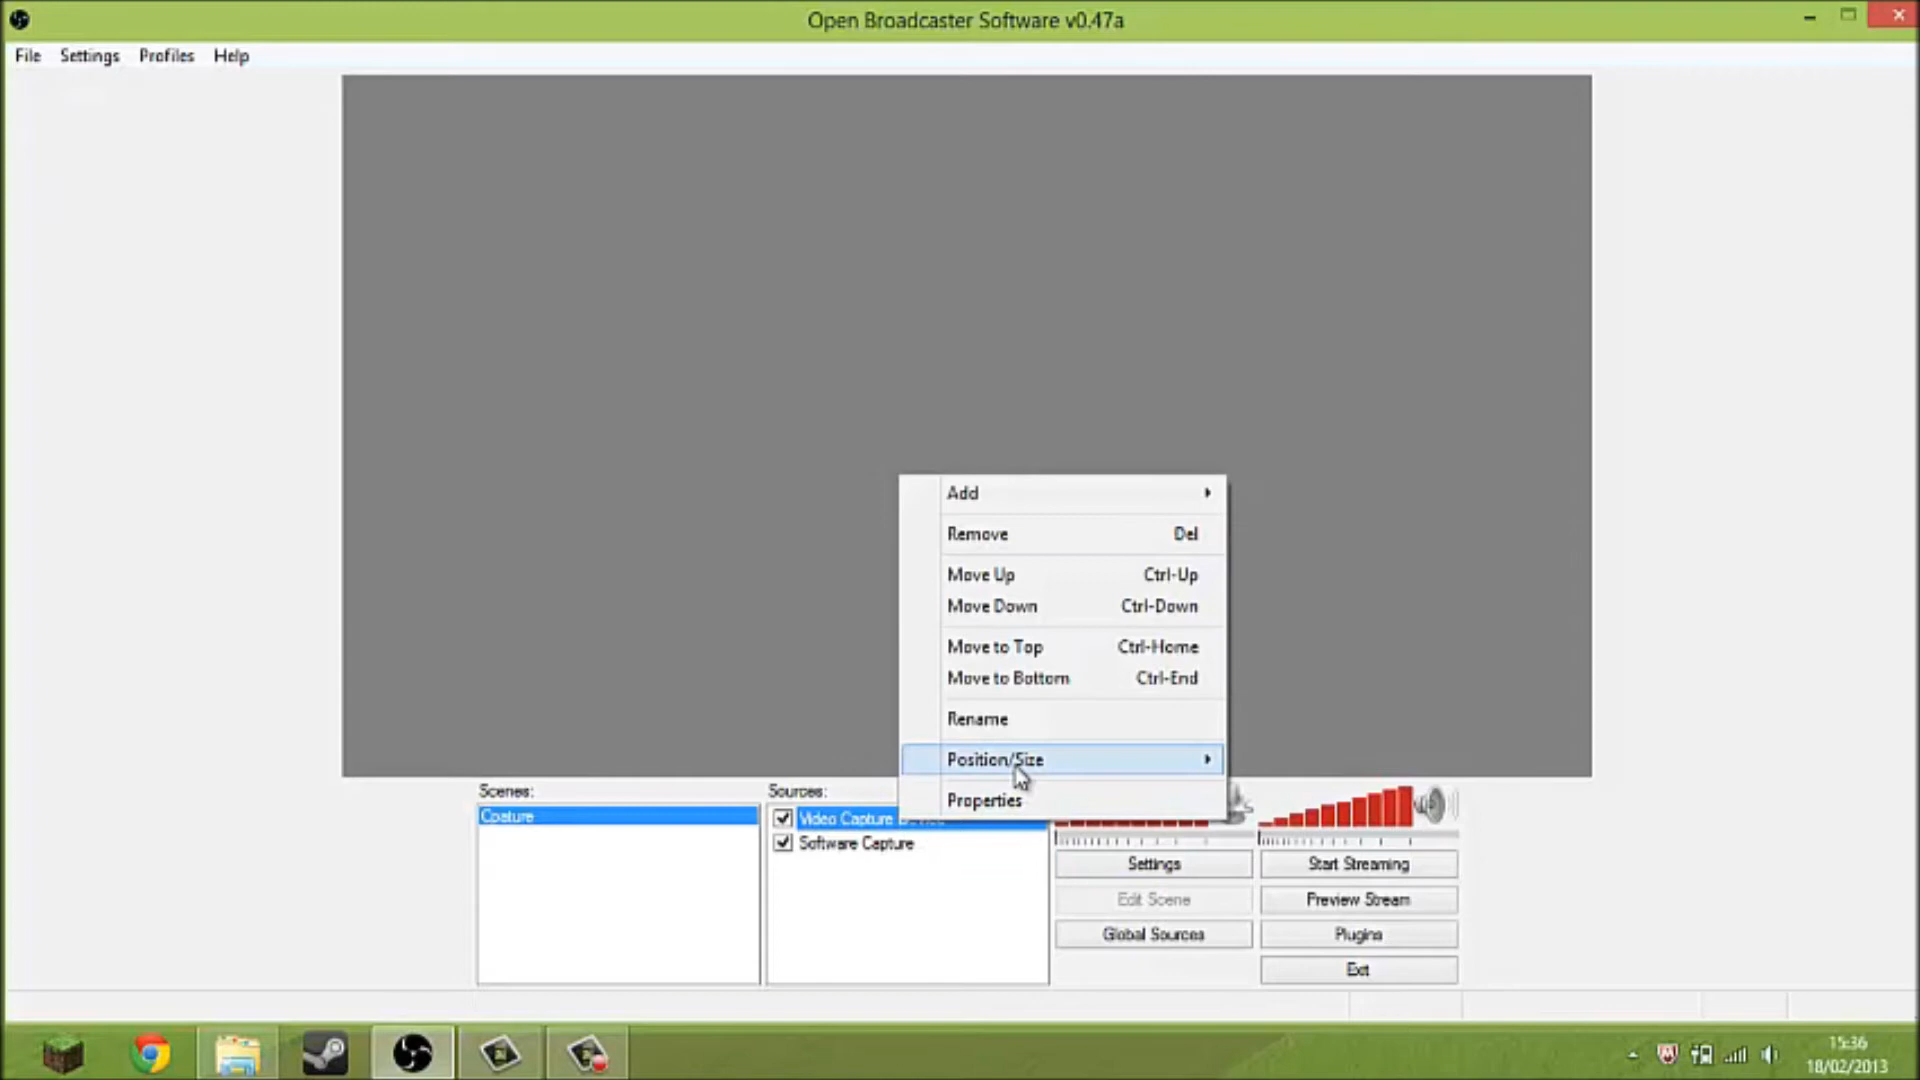 Open Broadcaster Software v0.47a
File Settings Profiles Help
Add
Remove Del
Move Up Ctrl-Up
Move Down Ctrl-Down
Move to Top Ctrl-Home
Move to Bottom Ctrl-End
Rename
Position/Size
Properties
Scenes:
Cpature
Sources:
Video Capture Device
Software Capture
Settings
Start Streaming
Edit Scene
Preview Stream
Global Sources
Plugins
Exit
15:36
18/02/2013